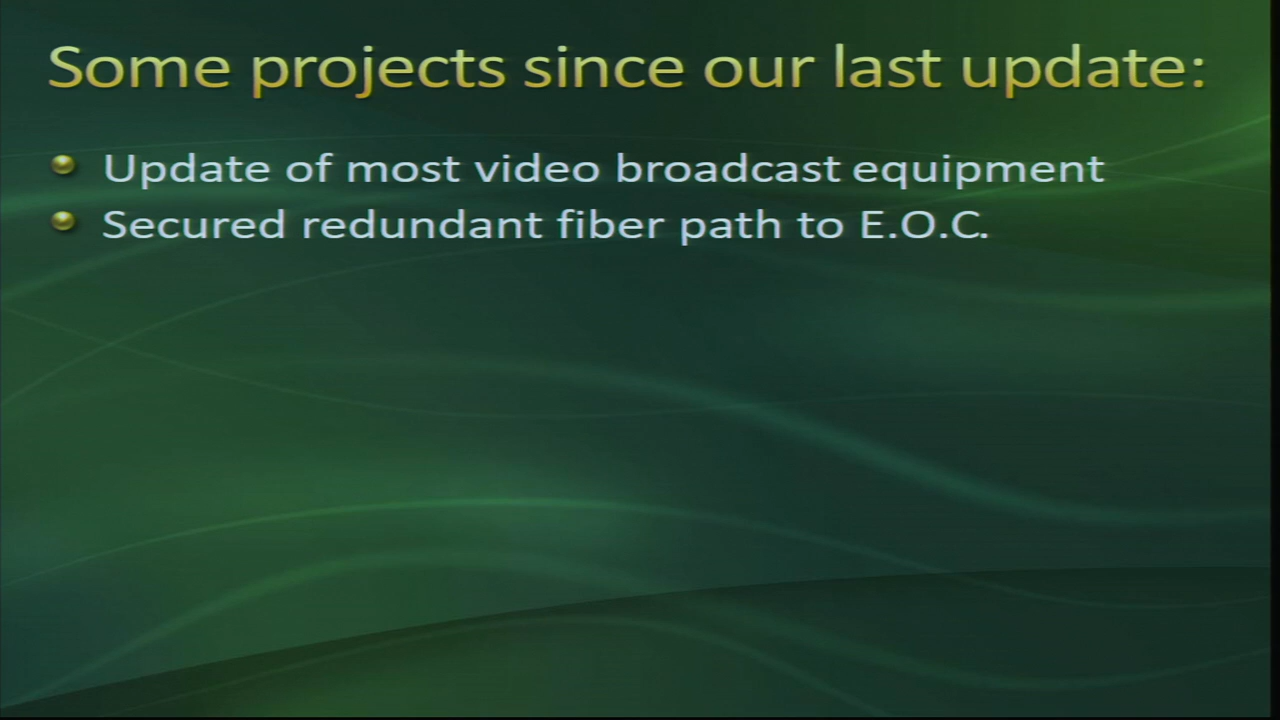 Some projects since our last update:
Update of most video broadcast equipment
Secured redundant fiber path to E.O.C.